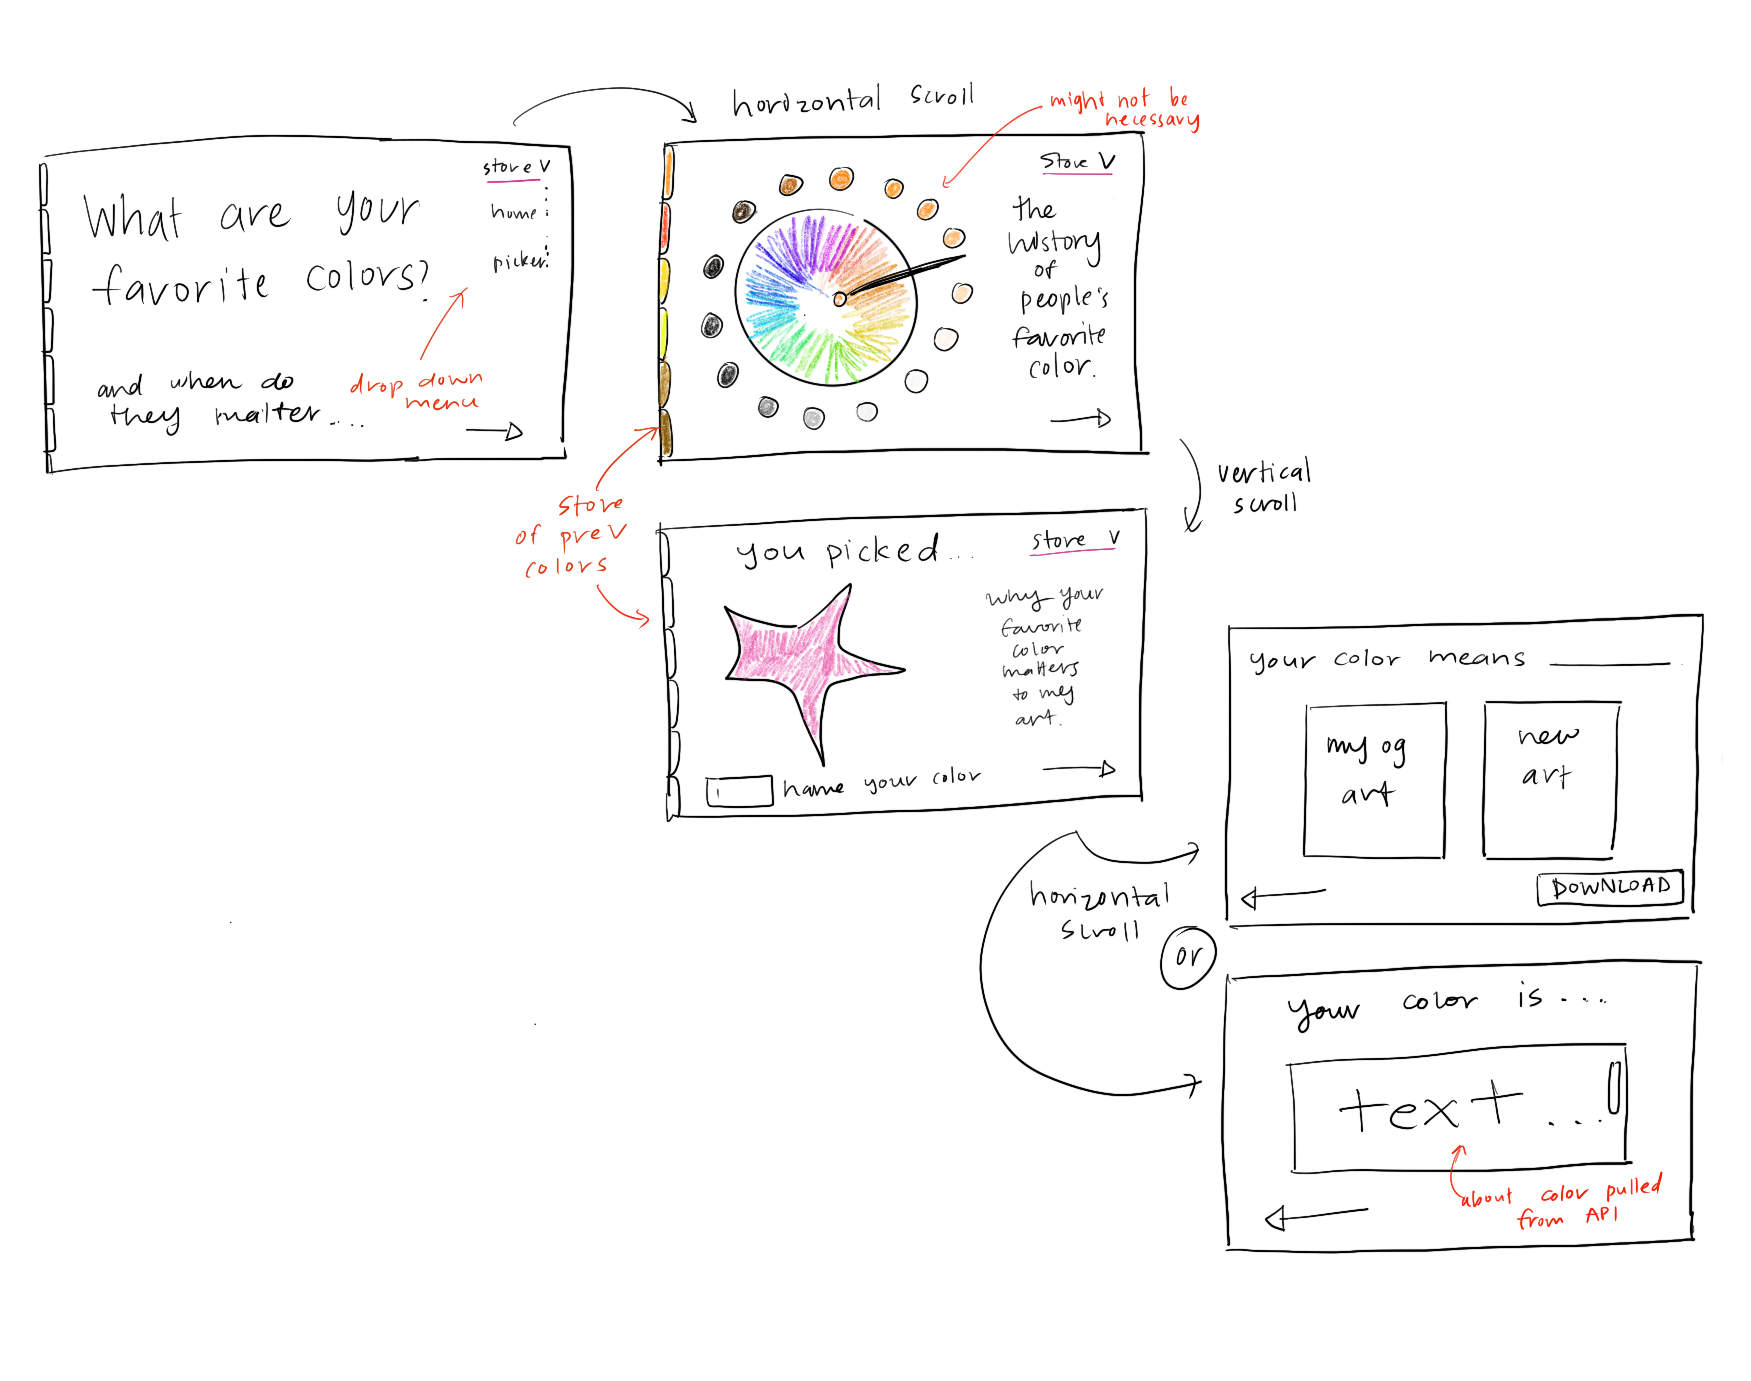 horizontal scroll
might not be
necessary
store V
What are your
favorite colors?
home
picker
and when do
they matter....
drop down
menu
Store V
the
history
of
people's
favorite
color.
vertical
scroll
store
of prev
colors
you picked...
store V
why your
favorite
color
matters
to my
art.
name your color
horizontal
scroll
or
your color means
my og
art
new
art
DOWNLOAD
your color is....
text...
about color pulled
from API